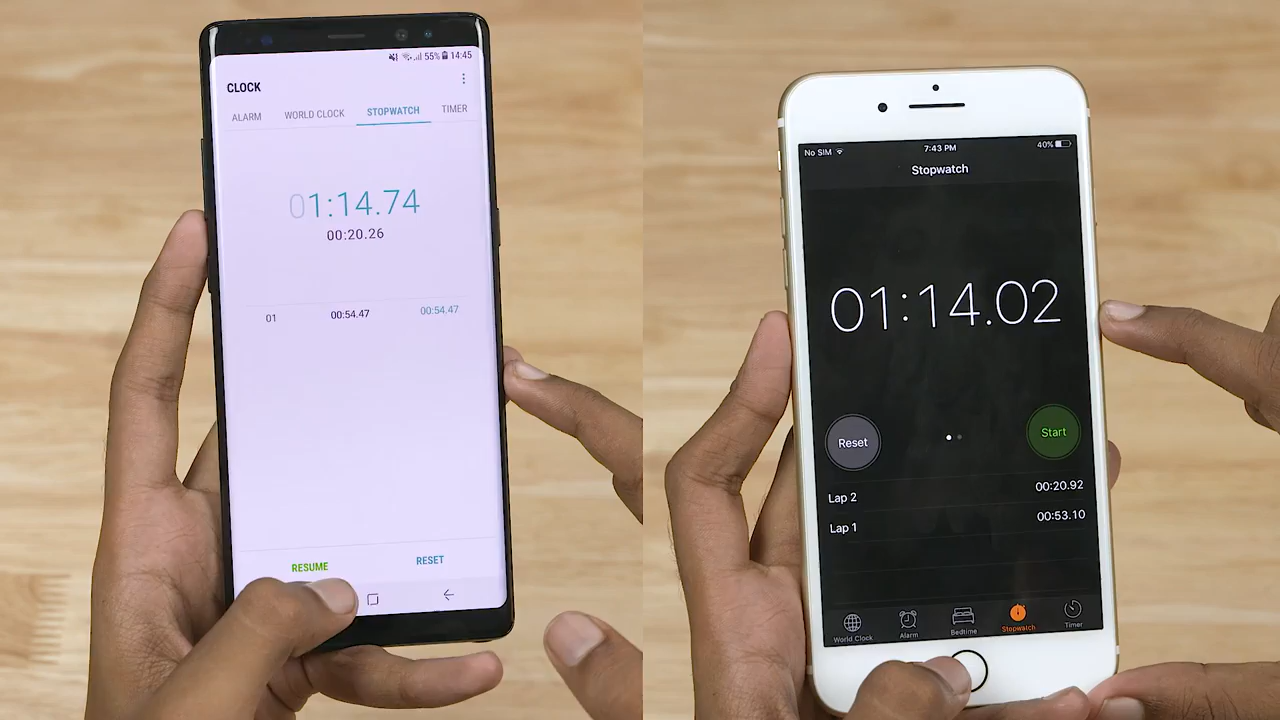 55% 14:45
CLOCK
ALARM WORLD CLOCK STOPWATCH TIMER
01:14.74
00:20.26
01 00:54.47 00:54.47
RESUME RESET
No SIM 7:43 PM 40%
Stopwatch
01:14.02
Reset Start
Lap 2 00:20.92
Lap 1 00:53.10
World Clock Alarm Bedtime Stopwatch Timer